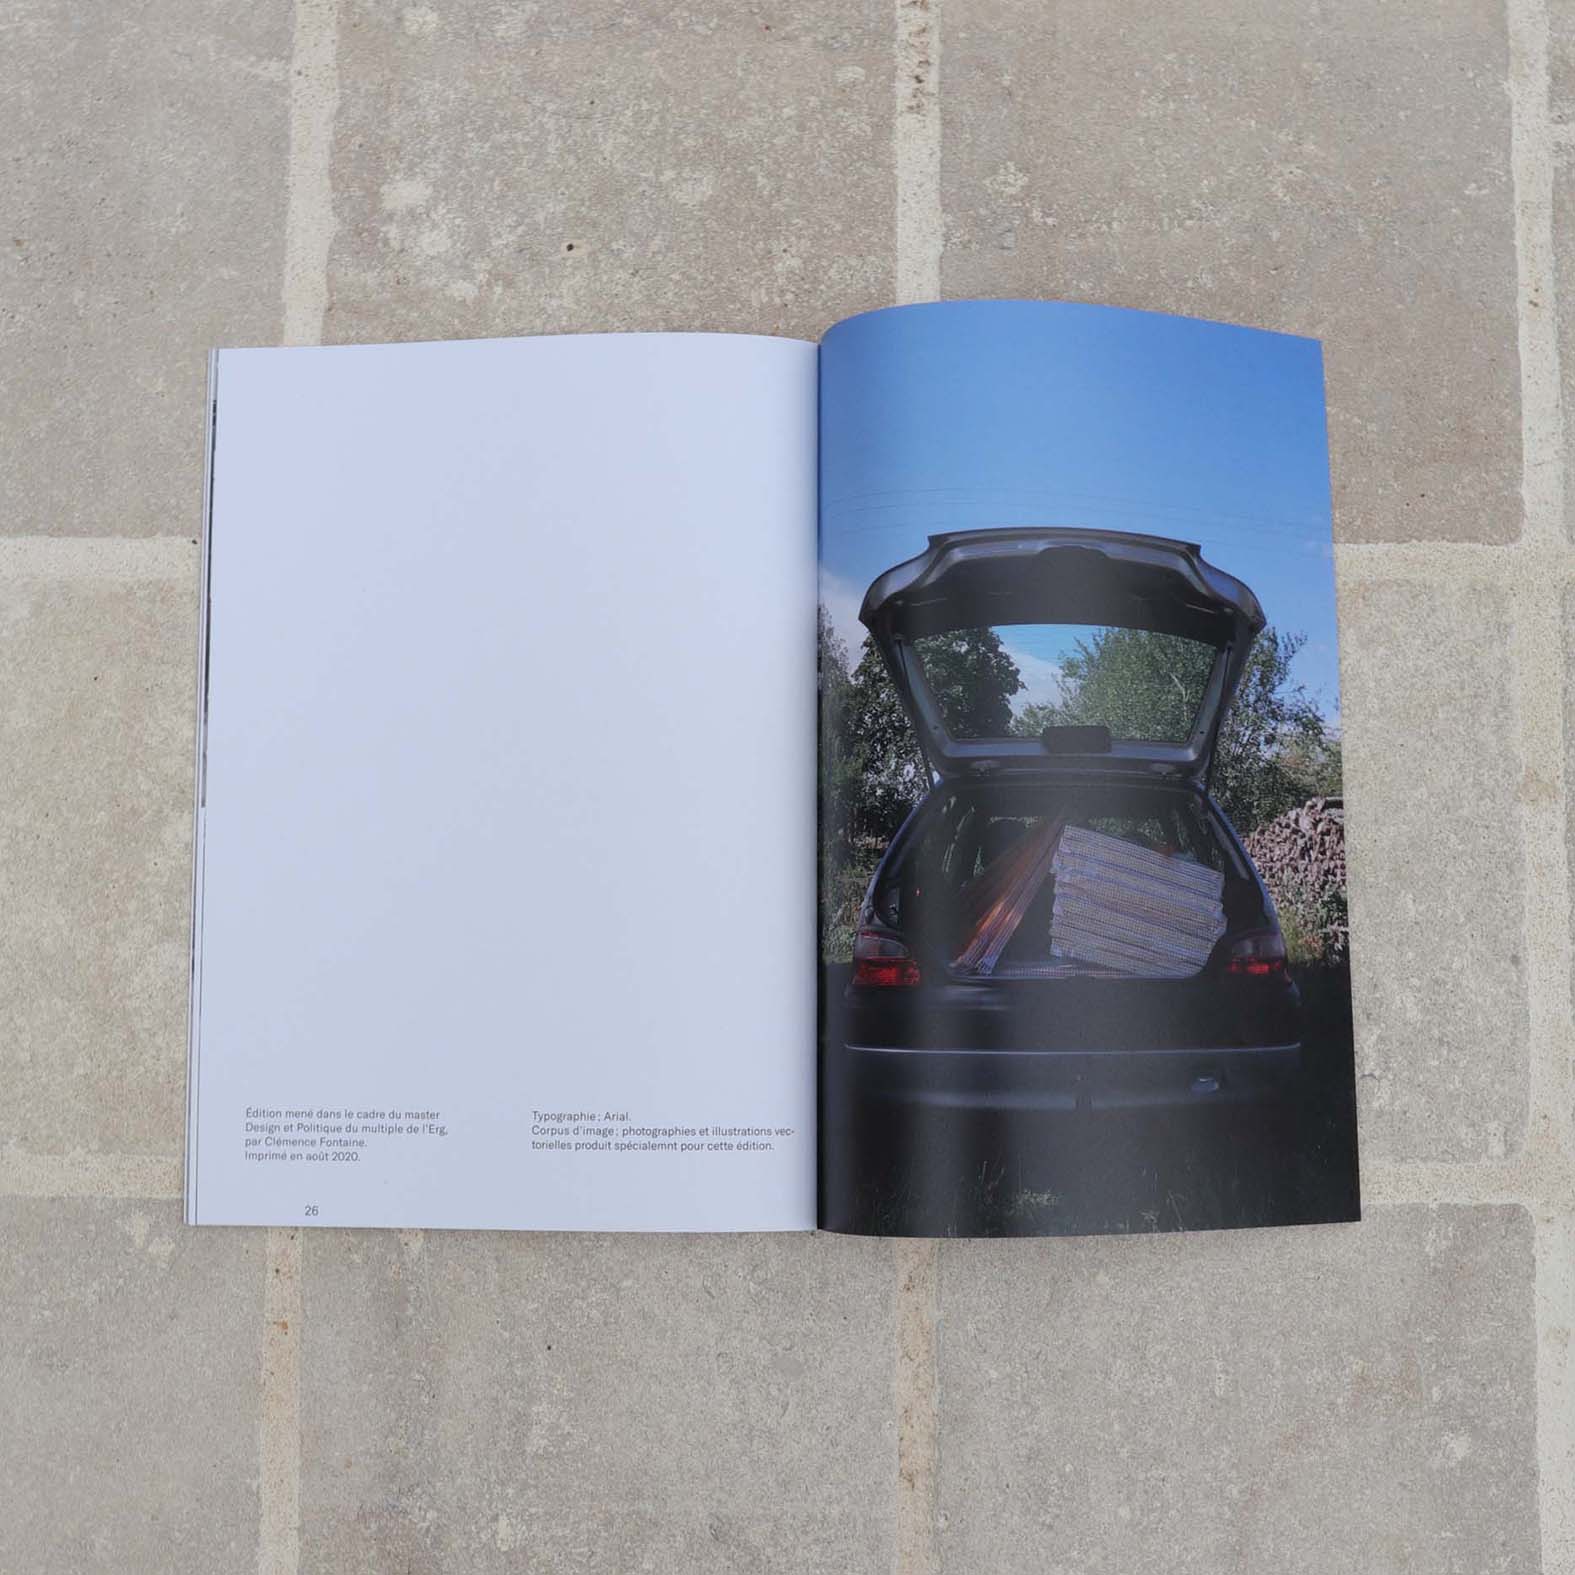 Édition mené dans le cadre du master
Design et Politique du multiple de l'Erg,
par Clémence Fontaine.
Imprimé en août 2020.
Typographie ; Arial.
Corpus d'image ; photographies et illustrations vec-
torielles produit spécialemnt pour cette édition.
26